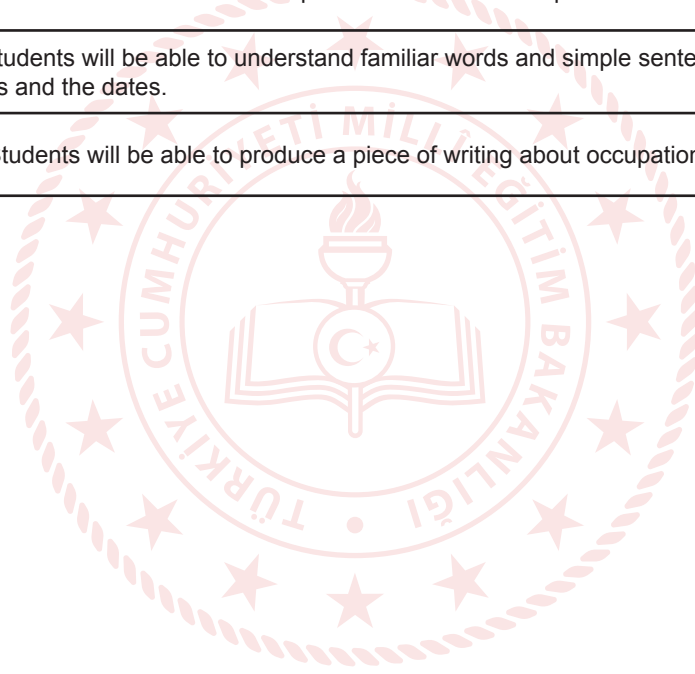 tudents will be able to understand familiar words and simple sente
s and the dates.
Students will be able to produce a piece of writing about occupation
TÜRKİYE CUMHURİYETİ MİLLÎ EĞİTİM BAKANLIĞI